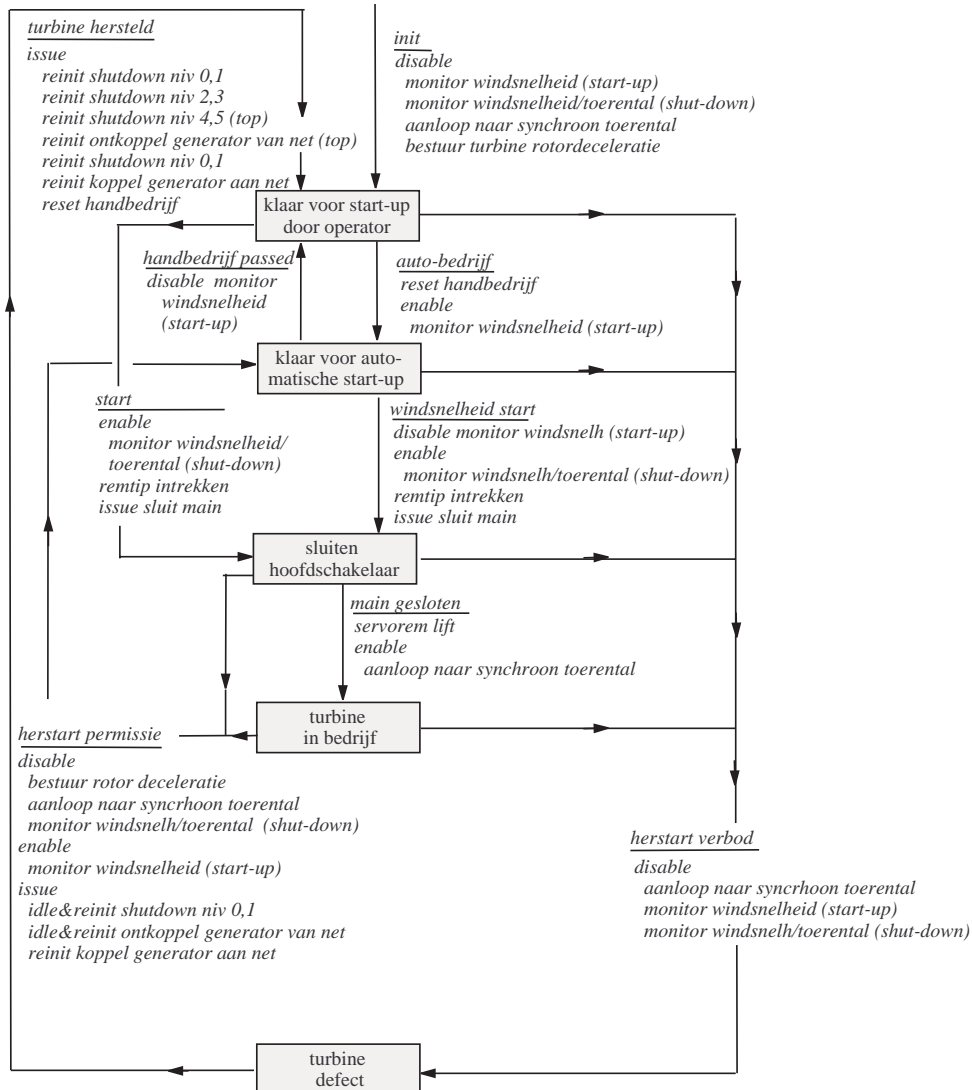 turbine hersteld
issue
reinit shutdown niv 0,1
reinit shutdown niv 2,3
reinit shutdown niv 4,5 (top)
reinit ontkoppel generator van net (top)
reinit shutdown niv 0,1
reinit koppel generator aan net
reset handbedrijf
init
disable
monitor windsnelheid (start-up)
monitor windsnelheid/toerental (shut-down)
aanloop naar synchroon toerental
bestuur turbine rotordeceleratie
klaar voor start-up
door operator
handbedrijf passed
disable monitor
windsnelheid
(start-up)
auto-bedrijf
reset handbedrijf
enable
monitor windsnelheid (start-up)
klaar voor auto-
matische start-up
start
enable
monitor windsnelheid/
toerental (shut-down)
remtip intrekken
issue sluit main
windsnelheid start
disable monitor windsnelh (start-up)
enable
monitor windsnelh/toerental (shut-down)
remtip intrekken
issue sluit main
sluiten
hoofdschakelaar
main gesloten
servorem lift
enable
aanloop naar synchroon toerental
turbine
in bedrijf
herstart permissie
disable
bestuur rotor deceleratie
aanloop naar syncrhoon toerental
monitor windsnelh/toerental (shut-down)
enable
monitor windsnelheid (start-up)
issue
idle&reinit shutdown niv 0,1
idle&reinit ontkoppel generator van net
reinit koppel generator aan net
herstart verbod
disable
aanloop naar syncrhoon toerental
monitor windsnelheid (start-up)
monitor windsnelh/toerental (shut-down)
turbine
defect